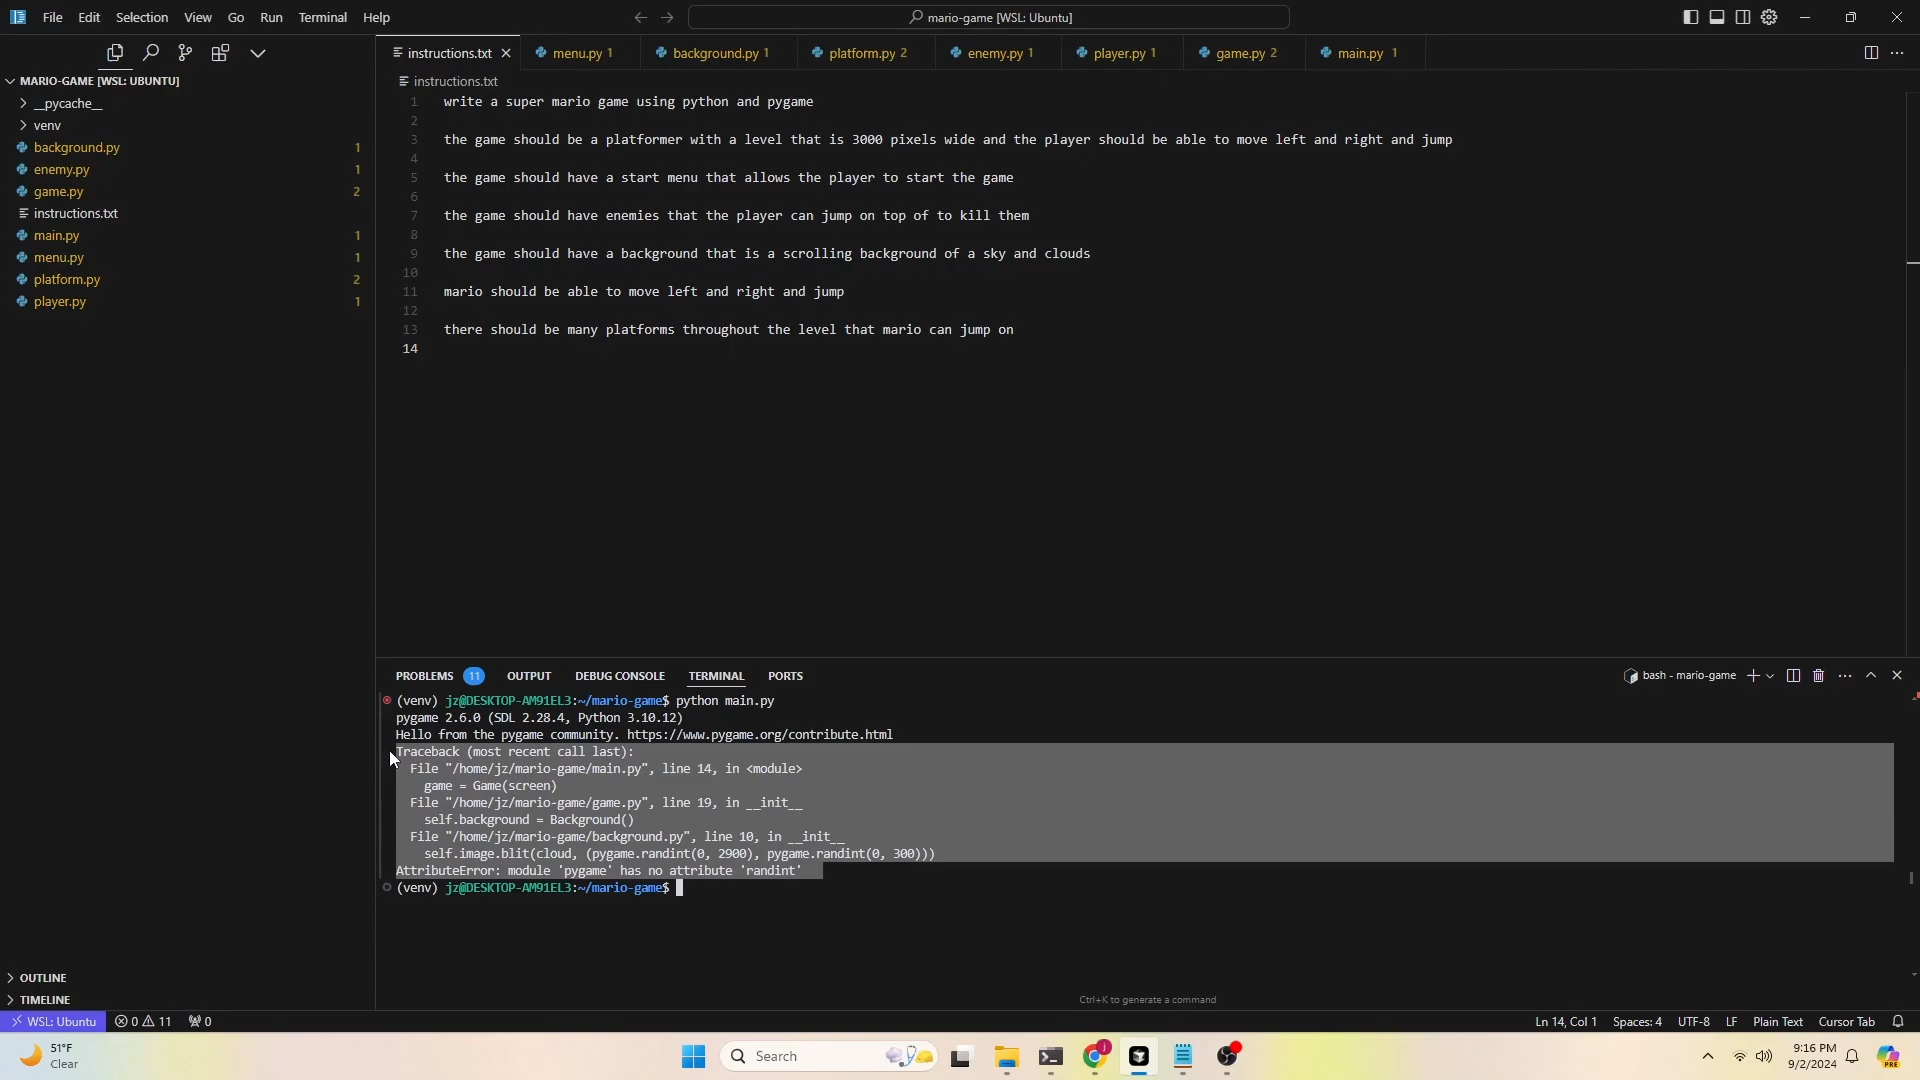 File Edit Selection View Go Run Terminal Help
mario-game [WSL: Ubuntu]
MARIO-GAME [WSL: UBUNTU]
__pycache__
venv
background.py 1
enemy.py 1
game.py 2
instructions.txt
main.py 1
menu.py 1
platform.py 2
player.py 1
OUTLINE
TIMELINE
instructions.txt menu.py 1 background.py 1 platform.py 2 enemy.py 1 player.py 1 game.py 2 main.py 1
instructions.txt
1 write a super mario game using python and pygame
2
3 the game should be a platformer with a level that is 3000 pixels wide and the player should be able to move left and right and jump
4
5 the game should have a start menu that allows the player to start the game
6
7 the game should have enemies that the player can jump on top of to kill them
8
9 the game should have a background that is a scrolling background of a sky and clouds
10
11 mario should be able to move left and right and jump
12
13 there should be many platforms throughout the level that mario can jump on
14
PROBLEMS 11 OUTPUT DEBUG CONSOLE TERMINAL PORTS
bash - mario-game
(venv) jz@DESKTOP-AM91EL3:~/mario-game$ python main.py
pygame 2.6.0 (SDL 2.28.4, Python 3.10.12)
Hello from the pygame community. https://www.pygame.org/contribute.html
Traceback (most recent call last):
File "/home/jz/mario-game/main.py", line 14, in <module>
game = Game(screen)
File "/home/jz/mario-game/game.py", line 19, in __init__
self.background = Background()
File "/home/jz/mario-game/background.py", line 10, in __init__
self.image.blit(cloud, (pygame.randint(0, 2900), pygame.randint(0, 300)))
AttributeError: module 'pygame' has no attribute 'randint'
(venv) jz@DESKTOP-AM91EL3:~/mario-game$
Ctrl+K to generate a command
WSL: Ubuntu 0 11 0
Ln 14, Col 1 Spaces: 4 UTF-8 LF Plain Text Cursor Tab
51°F
Clear
Search
j
PRE
9:16 PM
9/2/2024